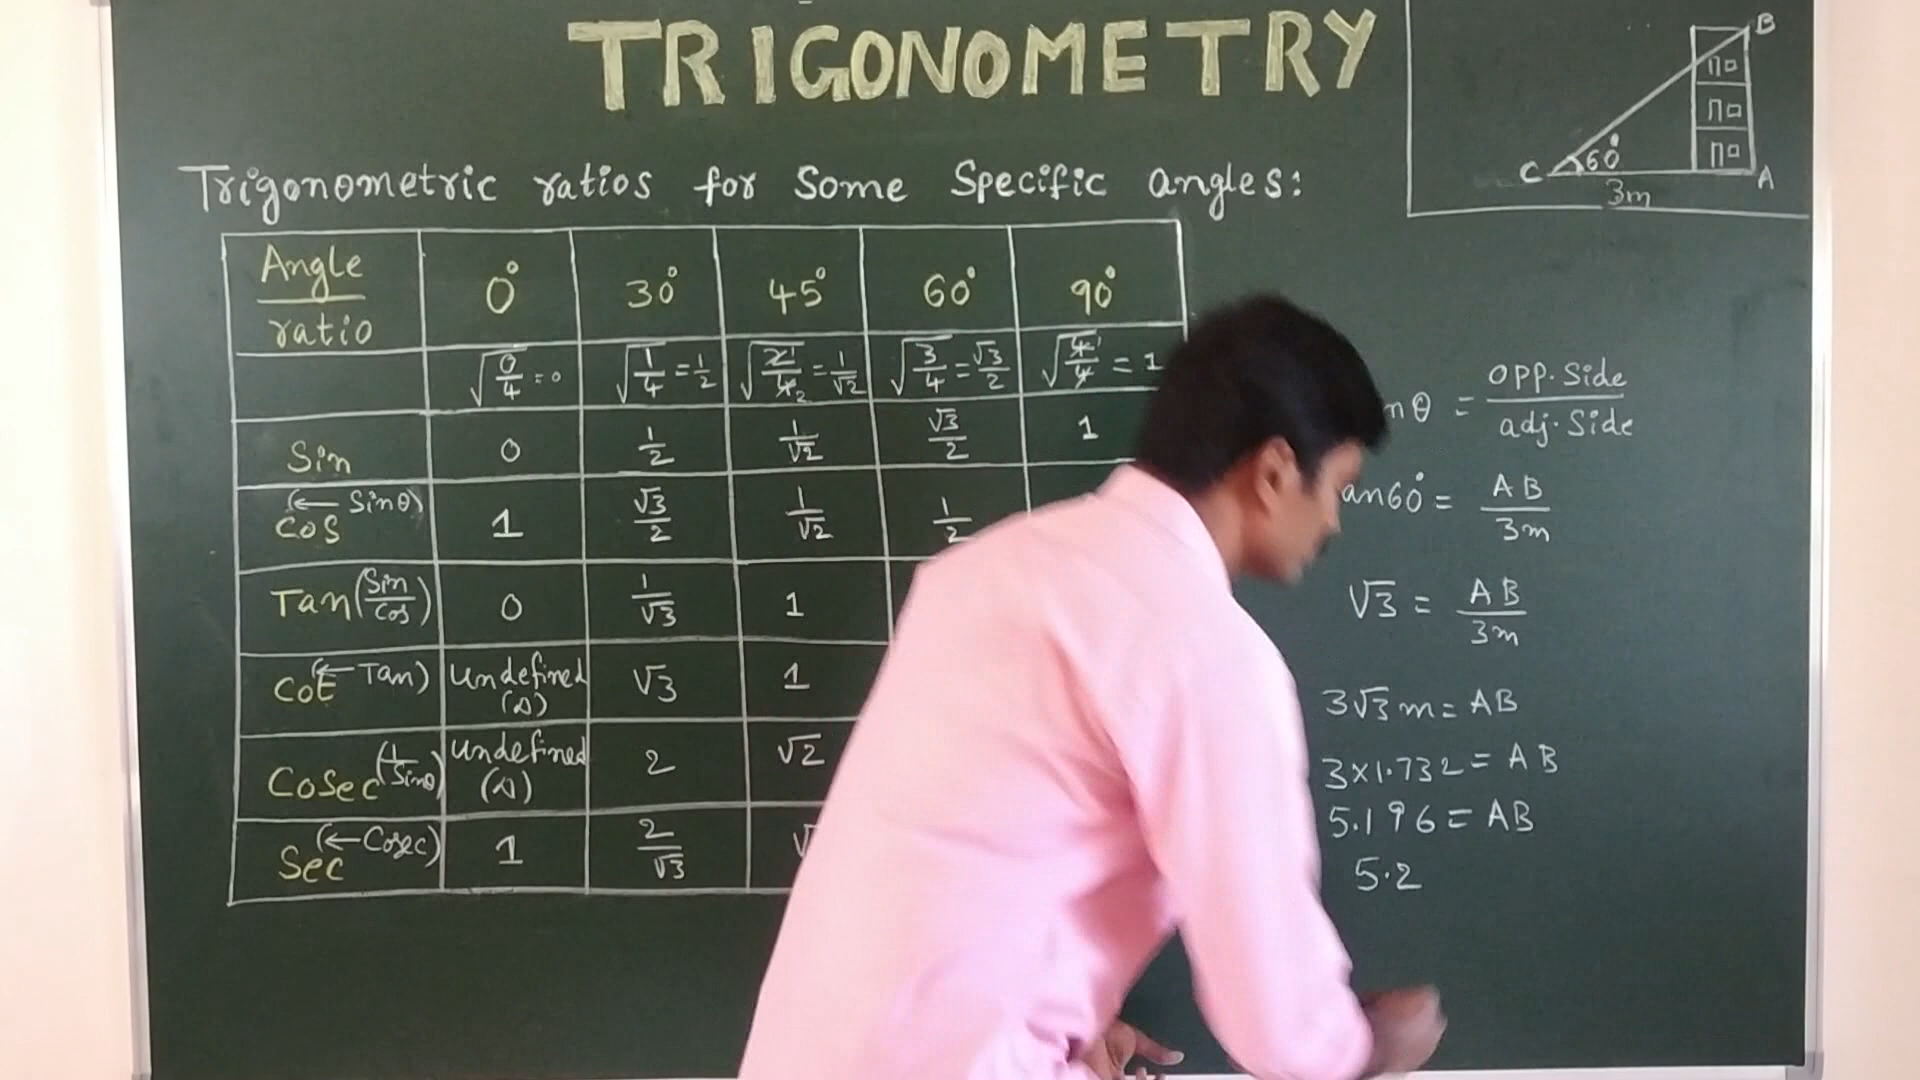 TRIGONOMETRY
B
C 60° A
3m
Trigonometric ratios for Some Specific angles:
Angle/ratio 0° 30° 45° 60° 90°
√0/4 = 0 √1/4 = 1/2 √2/4 = 1/√2 √3/4 = √3/2 √4/4 = 1
Sin 0 1/2 1/√2 √3/2 1
Cos (← Sinθ) 1 √3/2 1/√2 1/2
Tan (Sin/Cos) 0 1/√3 1
Cot (← Tan) undefined √3 1
Cosec (1/Sinθ) undefined 2 √2
Sec (← Cosec) 1 2/√3 √
nθ = opp. Side/adj. Side
an60° = AB/3m
√3 = AB/3m
3√3 m = AB
3×1.732 = AB
5.196 = AB
5.2